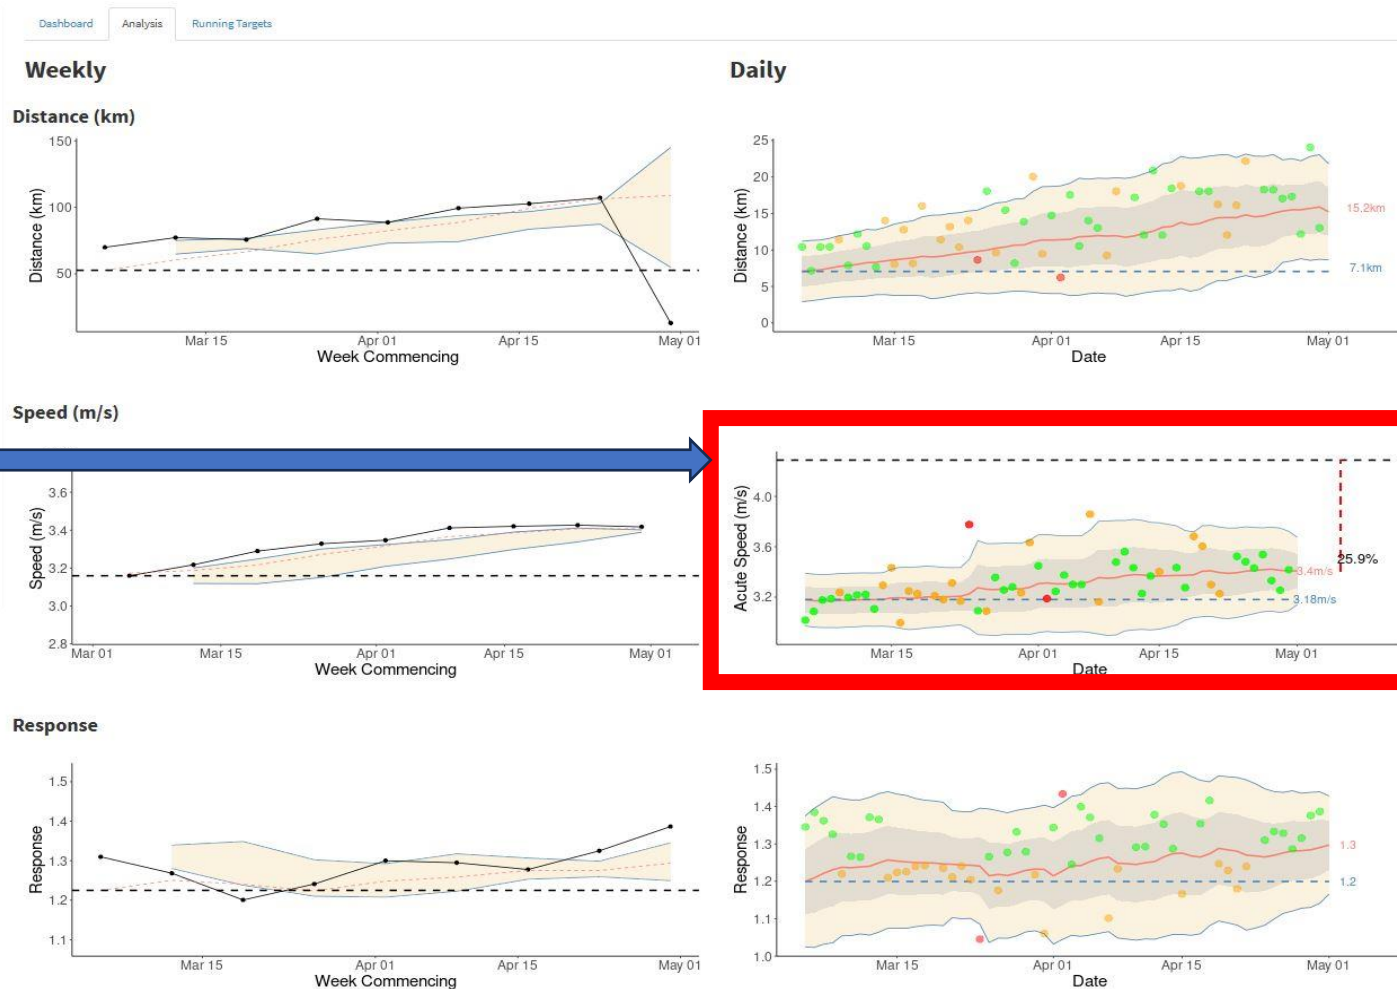 Dashboard Analysis Running Targets
Weekly
Distance (km)
150
100
50
Distance (km)
Mar 15 Apr 01 Apr 15 May 01
Week Commencing
Daily
25
20
15
10
5
0
Distance (km)
15.2km
7.1km
Mar 15 Apr 01 Apr 15 May 01
Date
Speed (m/s)
3.6
3.4
3.2
3.0
2.8
Speed (m/s)
Mar 01 Mar 15 Apr 01 Apr 15 May 01
Week Commencing
4.0
3.6
3.2
Acute Speed (m/s)
25.9%
3.4m/s
3.18m/s
Mar 15 Apr 01 Apr 15 May 01
Date
Response
1.5
1.4
1.3
1.2
1.1
Response
Mar 15 Apr 01 Apr 15 May 01
Week Commencing
1.5
1.4
1.3
1.2
1.1
1.0
Response
1.3
1.2
Mar 15 Apr 01 Apr 15 May 01
Date